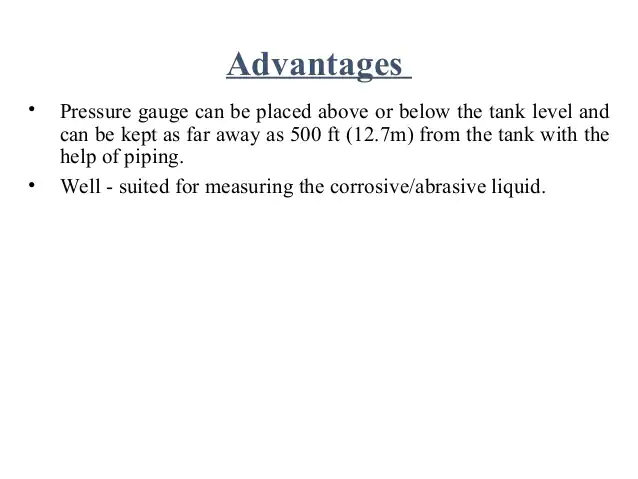 Advantages
• Pressure gauge can be placed above or below the tank level and
can be kept as far away as 500 ft (12.7m) from the tank with the
help of piping.
• Well - suited for measuring the corrosive/abrasive liquid.